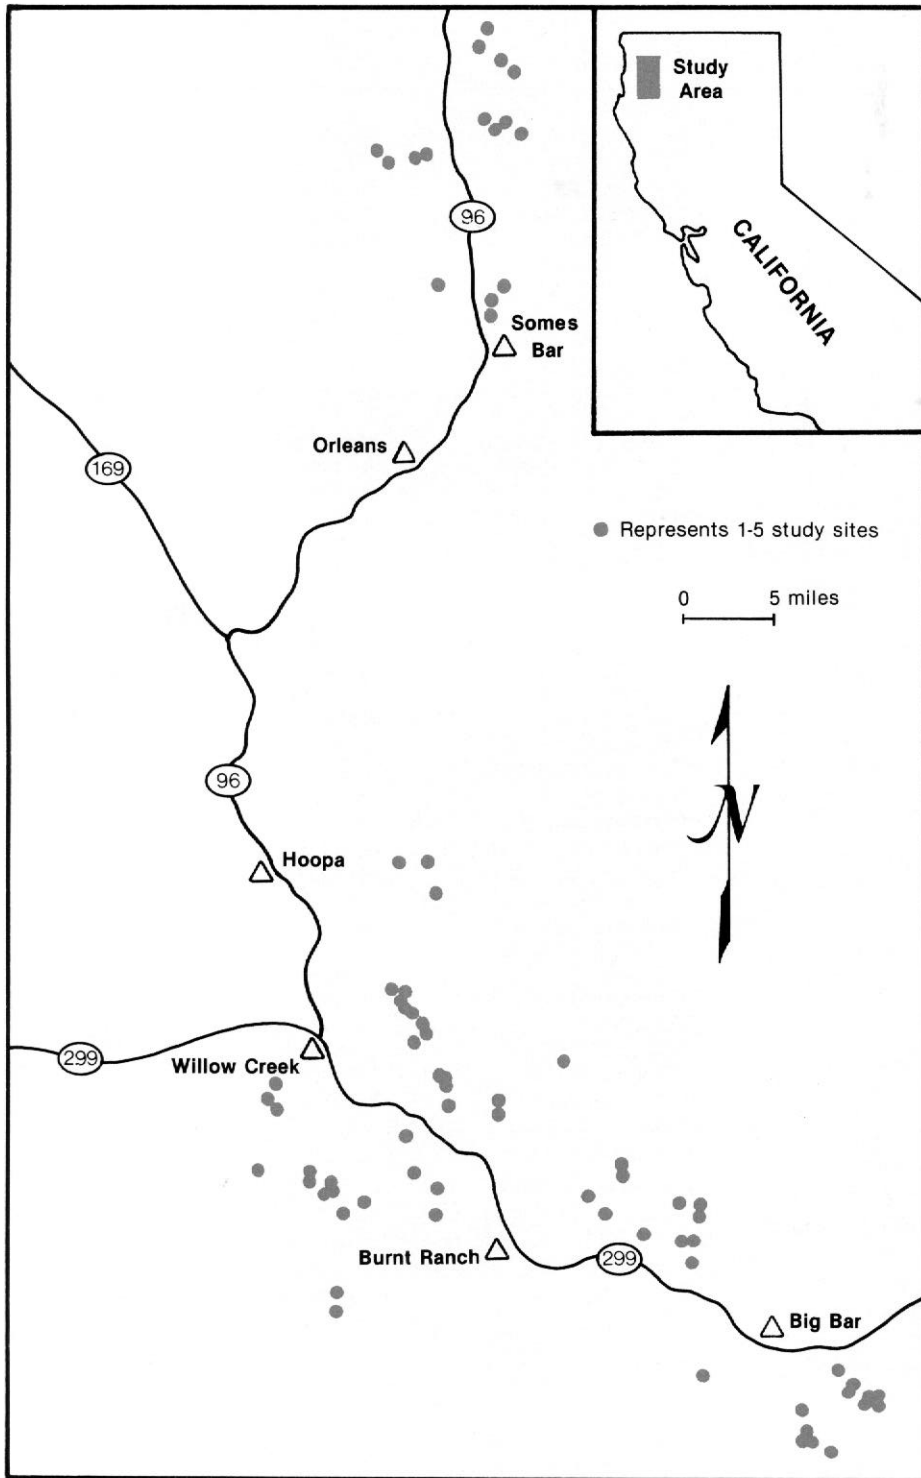 Study
Area
CALIFORNIA
96
Somes
Bar
Orleans
169
Represents 1-5 study sites
0 5 miles
N
96
Hoopa
299
Willow Creek
Burnt Ranch
299
Big Bar